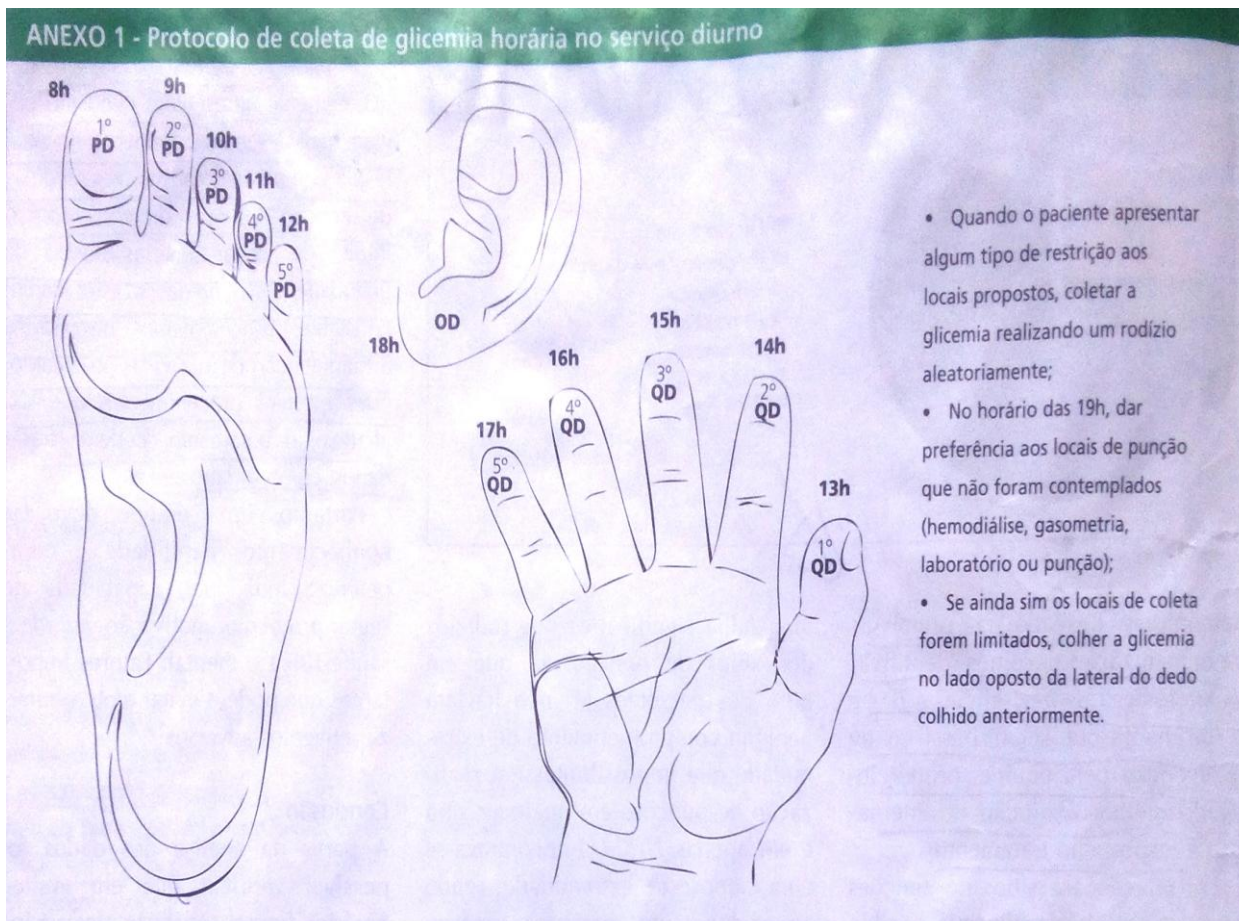 ANEXO 1 - Protocolo de coleta de glicemia horária no serviço diurno
8h
1º
PD
9h
2º
PD
10h
3º
PD
11h
4º
PD
12h
5º
PD
OD
18h
17h
5º
QD
16h
4º
QD
15h
3º
QD
14h
2º
QD
13h
1º
QD
• Quando o paciente apresentar
algum tipo de restrição aos
locais propostos, coletar a
glicemia realizando um rodízio
aleatoriamente;
• No horário das 19h, dar
preferência aos locais de punção
que não foram contemplados
(hemodiálise, gasometria,
laboratório ou punção);
• Se ainda sim os locais de coleta
forem limitados, colher a glicemia
no lado oposto da lateral do dedo
colhido anteriormente.